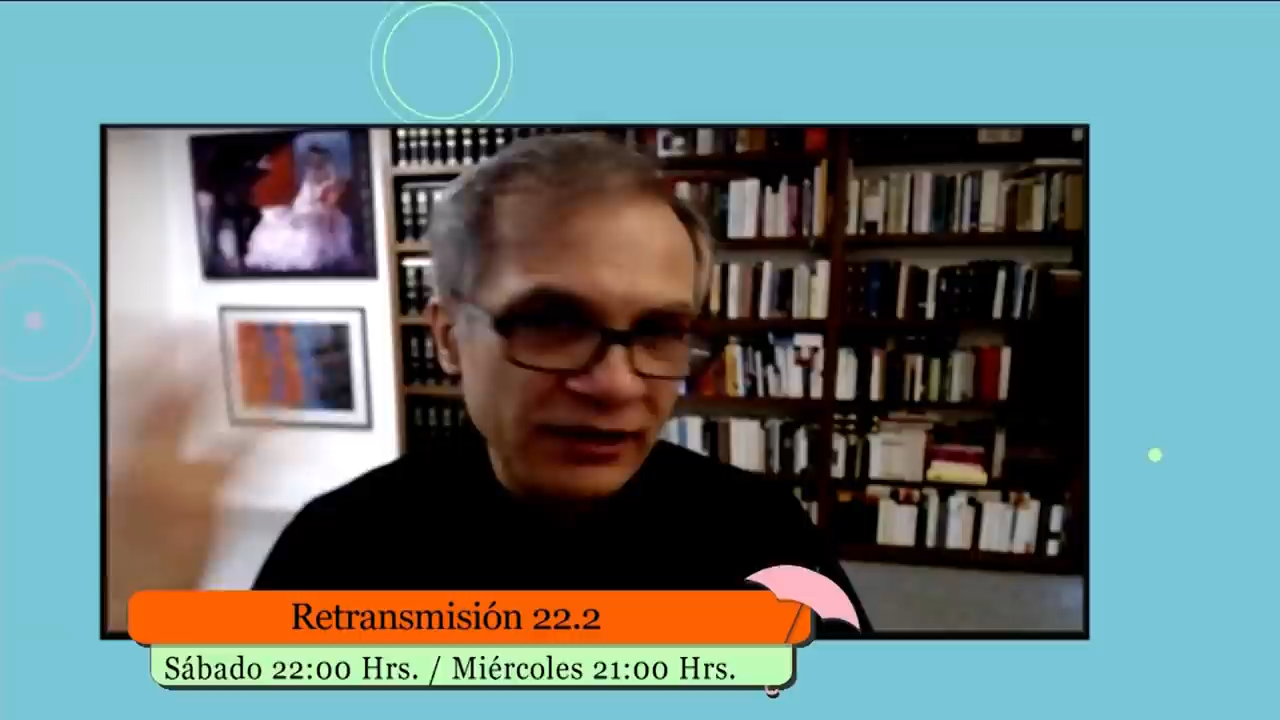 Retransmisión 22.2
Sábado 22:00 Hrs. / Miércoles 21:00 Hrs.